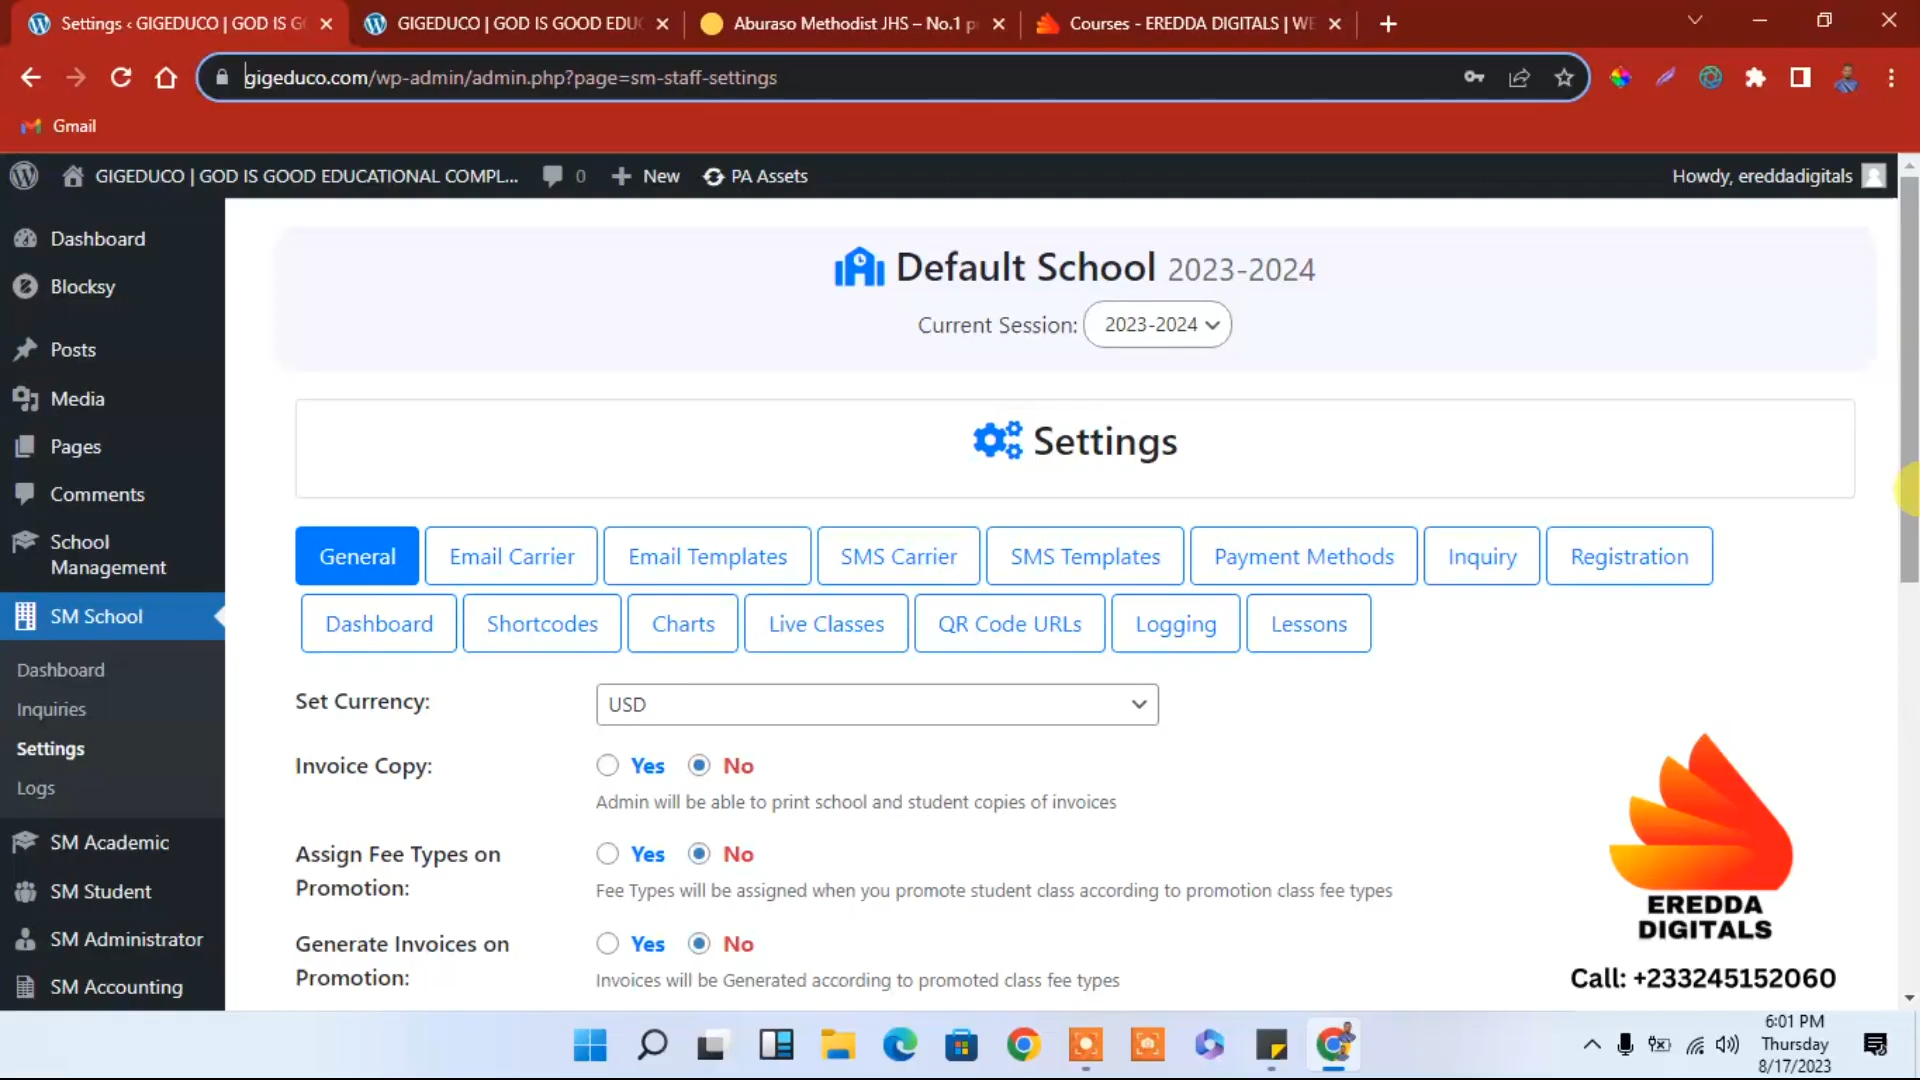 Settings ‹ GIGEDUCO | GOD IS G
GIGEDUCO | GOD IS GOOD EDU
Aburaso Methodist JHS – No.1 p
Courses - EREDDA DIGITALS | WE
gigeduco.com/wp-admin/admin.php?page=sm-staff-settings
Gmail
GIGEDUCO | GOD IS GOOD EDUCATIONAL COMPL...
0
New
PA Assets
Howdy, ereddadigitals
Dashboard
Blocksy
Posts
Media
Pages
Comments
School
Management
SM School
Dashboard
Inquiries
Settings
Logs
SM Academic
SM Student
SM Administrator
SM Accounting
Default School 2023-2024
Current Session: 2023-2024
Settings
General
Email Carrier
Email Templates
SMS Carrier
SMS Templates
Payment Methods
Inquiry
Registration
Dashboard
Shortcodes
Charts
Live Classes
QR Code URLs
Logging
Lessons
Set Currency:
USD
Invoice Copy:
Yes No
Admin will be able to print school and student copies of invoices
Assign Fee Types on
Promotion:
Yes No
Fee Types will be assigned when you promote student class according to promotion class fee types
Generate Invoices on
Promotion:
Yes No
Invoices will be Generated according to promoted class fee types
EREDDA
DIGITALS
Call: +233245152060
6:01 PM
Thursday
8/17/2023